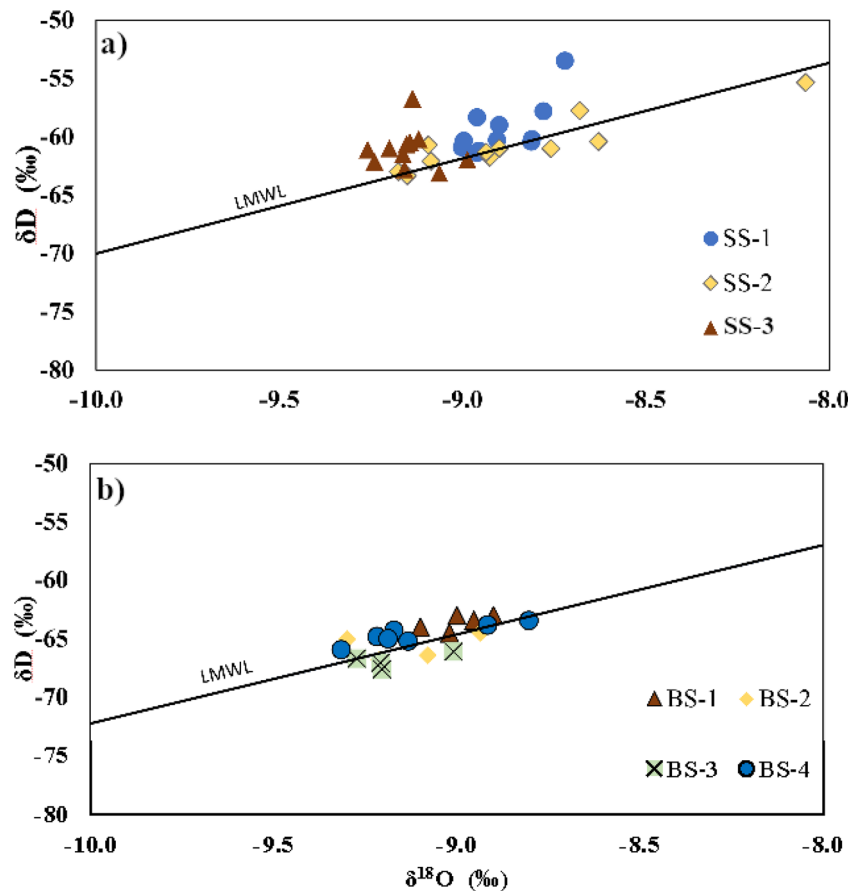 a)
-50
-55
-60
-65
-70
-75
-80
δD (‰)
LMWL
SS-1
SS-2
SS-3
-10.0 -9.5 -9.0 -8.5 -8.0
b)
-50
-55
-60
-65
-70
-75
-80
δD (‰)
LMWL
BS-1 BS-2
BS-3 BS-4
-10.0 -9.5 -9.0 -8.5 -8.0
δ¹⁸O (‰)